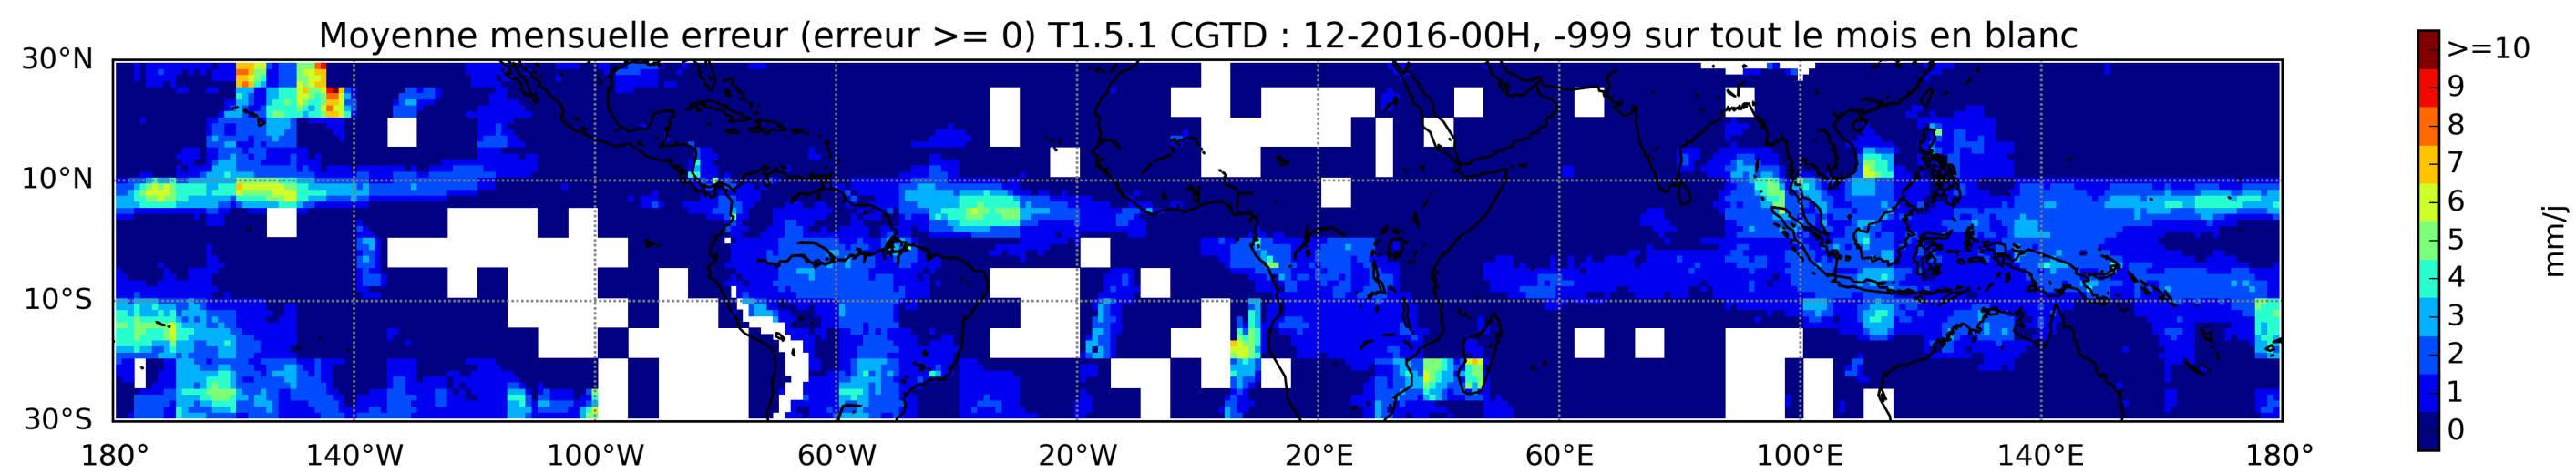 Moyenne mensuelle erreur (erreur >= 0) T1.5.1 CGTD : 12-2016-00H, -999 sur tout le mois en blanc
30°N
10°N
10°S
30°S
180° 140°W 100°W 60°W 20°W 20°E 60°E 100°E 140°E 180°
>=10
9
8
7
6
5
4
3
2
1
0
mm/j